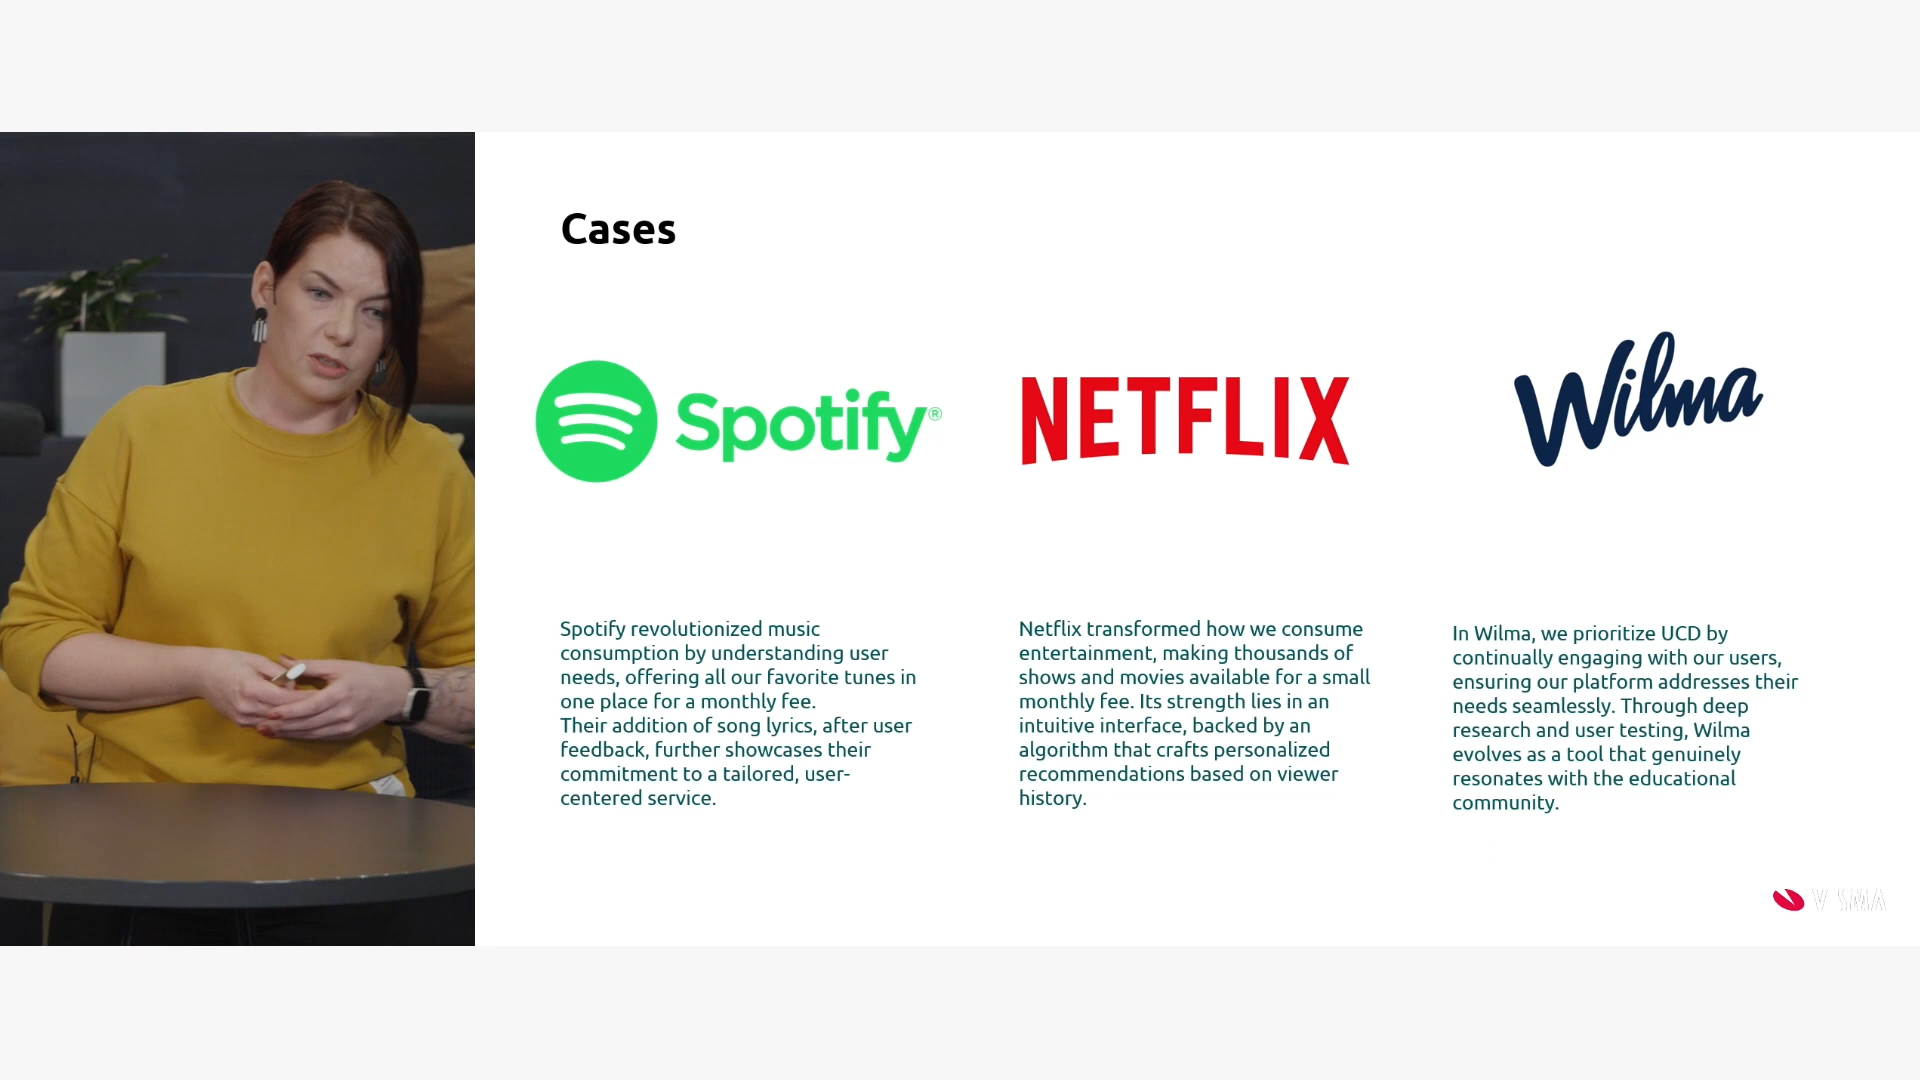 Cases
Spotify®
NETFLIX
Wilma
Spotify revolutionized music
consumption by understanding user
needs, offering all our favorite tunes in
one place for a monthly fee.
Their addition of song lyrics, after user
feedback, further showcases their
commitment to a tailored, user-
centered service.
Netflix transformed how we consume
entertainment, making thousands of
shows and movies available for a small
monthly fee. Its strength lies in an
intuitive interface, backed by an
algorithm that crafts personalized
recommendations based on viewer
history.
In Wilma, we prioritize UCD by
continually engaging with our users,
ensuring our platform addresses their
needs seamlessly. Through deep
research and user testing, Wilma
evolves as a tool that genuinely
resonates with the educational
community.
VISMA